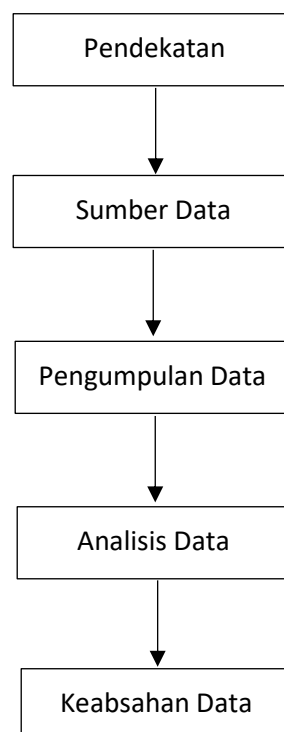 Pendekatan
Sumber Data
Pengumpulan Data
Analisis Data
Keabsahan Data